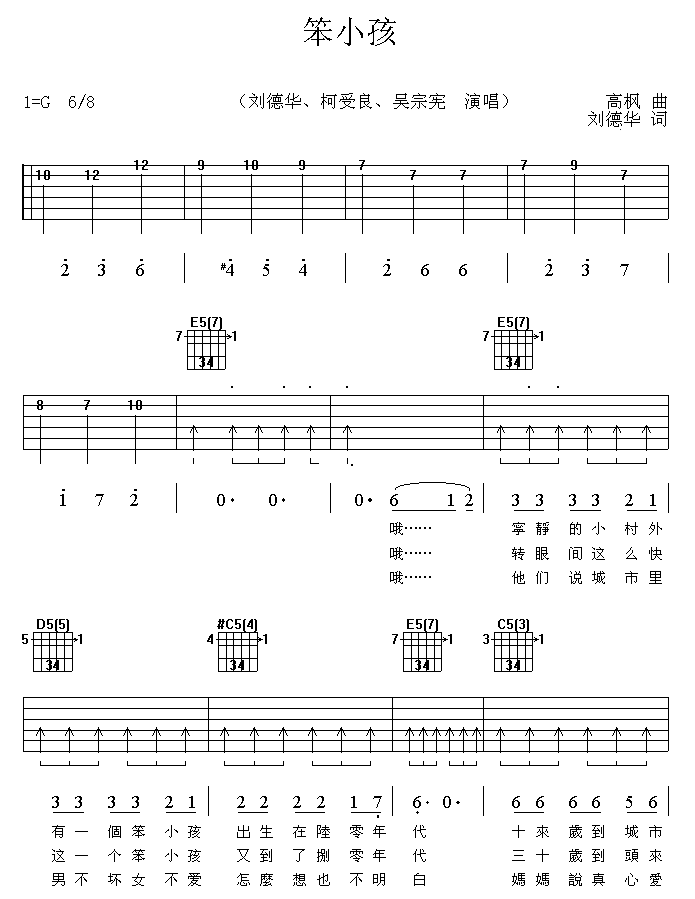 笨小孩
1=G 6/8 （刘德华、柯受良、吴宗宪 演唱） 高枫 曲
刘德华 词
10 12 12 9 10 9 7 7 7 7 9 7
2 3 6 #4 5 4 2 6 6 2 3 7
E5(7) E5(7)
7 1 7 1
34 34
8 7 10
1 7 2 0· 0· 0· 6 1 2 3 3 3 3 2 1
哦…… 寧靜的小村外
哦…… 转眼间这么快
哦…… 他们说城市里
D5(5) #C5(4) E5(7) C5(3)
5 1 4 1 7 1 3 1
34 34 34 34
3 3 3 3 2 1 2 2 2 2 1 7 6· 0· 6 6 6 6 5 6
有一個笨小孩 出生在陸零年代 十來歲到城市
这一个笨小孩 又到了捌零年代 三十歲到頭來
男不坏女不爱 怎麼想也不明白 媽媽說真心愛